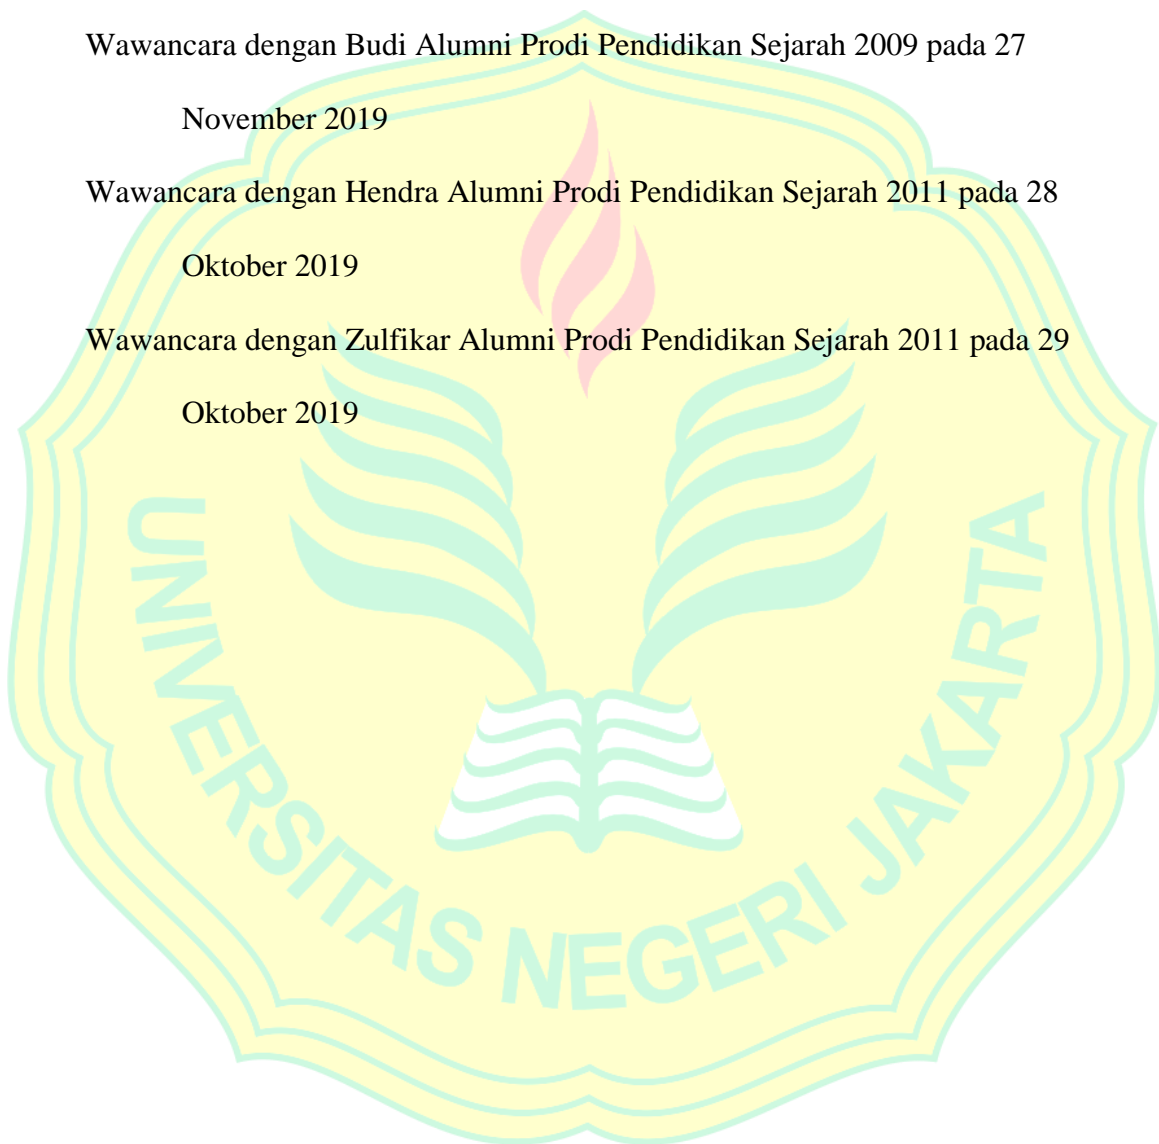 Wawancara dengan Budi Alumni Prodi Pendidikan Sejarah 2009 pada 27
November 2019
Wawancara dengan Hendra Alumni Prodi Pendidikan Sejarah 2011 pada 28
Oktober 2019
Wawancara dengan Zulfikar Alumni Prodi Pendidikan Sejarah 2011 pada 29
Oktober 2019
UNIVERSITAS NEGERI JAKARTA